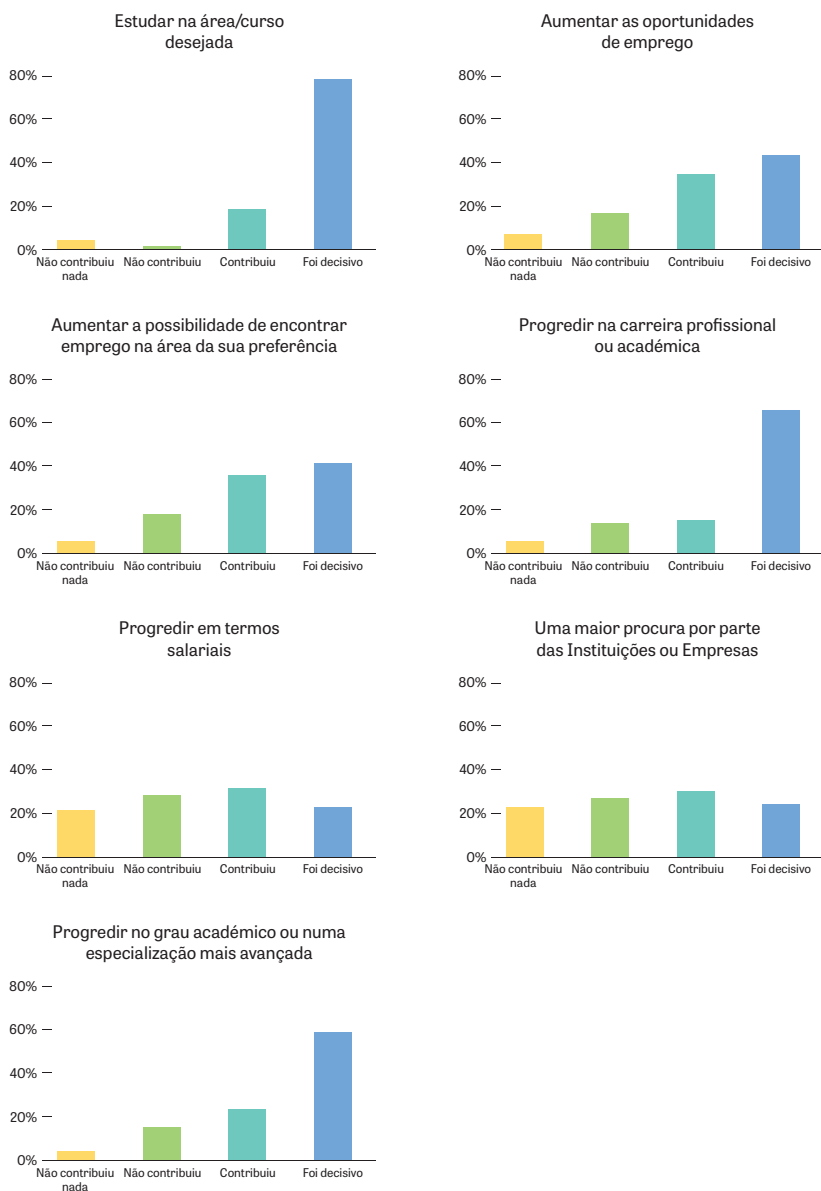 Estudar na área/curso
desejada
80%
60%
40%
20%
0%
Não contribuiu
nada
Não contribuiu
Contribuiu
Foi decisivo
Aumentar as oportunidades
de emprego
80%
60%
40%
20%
0%
Não contribuiu
nada
Não contribuiu
Contribuiu
Foi decisivo
Aumentar a possibilidade de encontrar
emprego na área da sua preferência
80%
60%
40%
20%
0%
Não contribuiu
nada
Não contribuiu
Contribuiu
Foi decisivo
Progredir na carreira profissional
ou académica
80%
60%
40%
20%
0%
Não contribuiu
nada
Não contribuiu
Contribuiu
Foi decisivo
Progredir em termos
salariais
80%
60%
40%
20%
0%
Não contribuiu
nada
Não contribuiu
Contribuiu
Foi decisivo
Uma maior procura por parte
das Instituições ou Empresas
80%
60%
40%
20%
0%
Não contribuiu
nada
Não contribuiu
Contribuiu
Foi decisivo
Progredir no grau académico ou numa
especialização mais avançada
80%
60%
40%
20%
0%
Não contribuiu
nada
Não contribuiu
Contribuiu
Foi decisivo